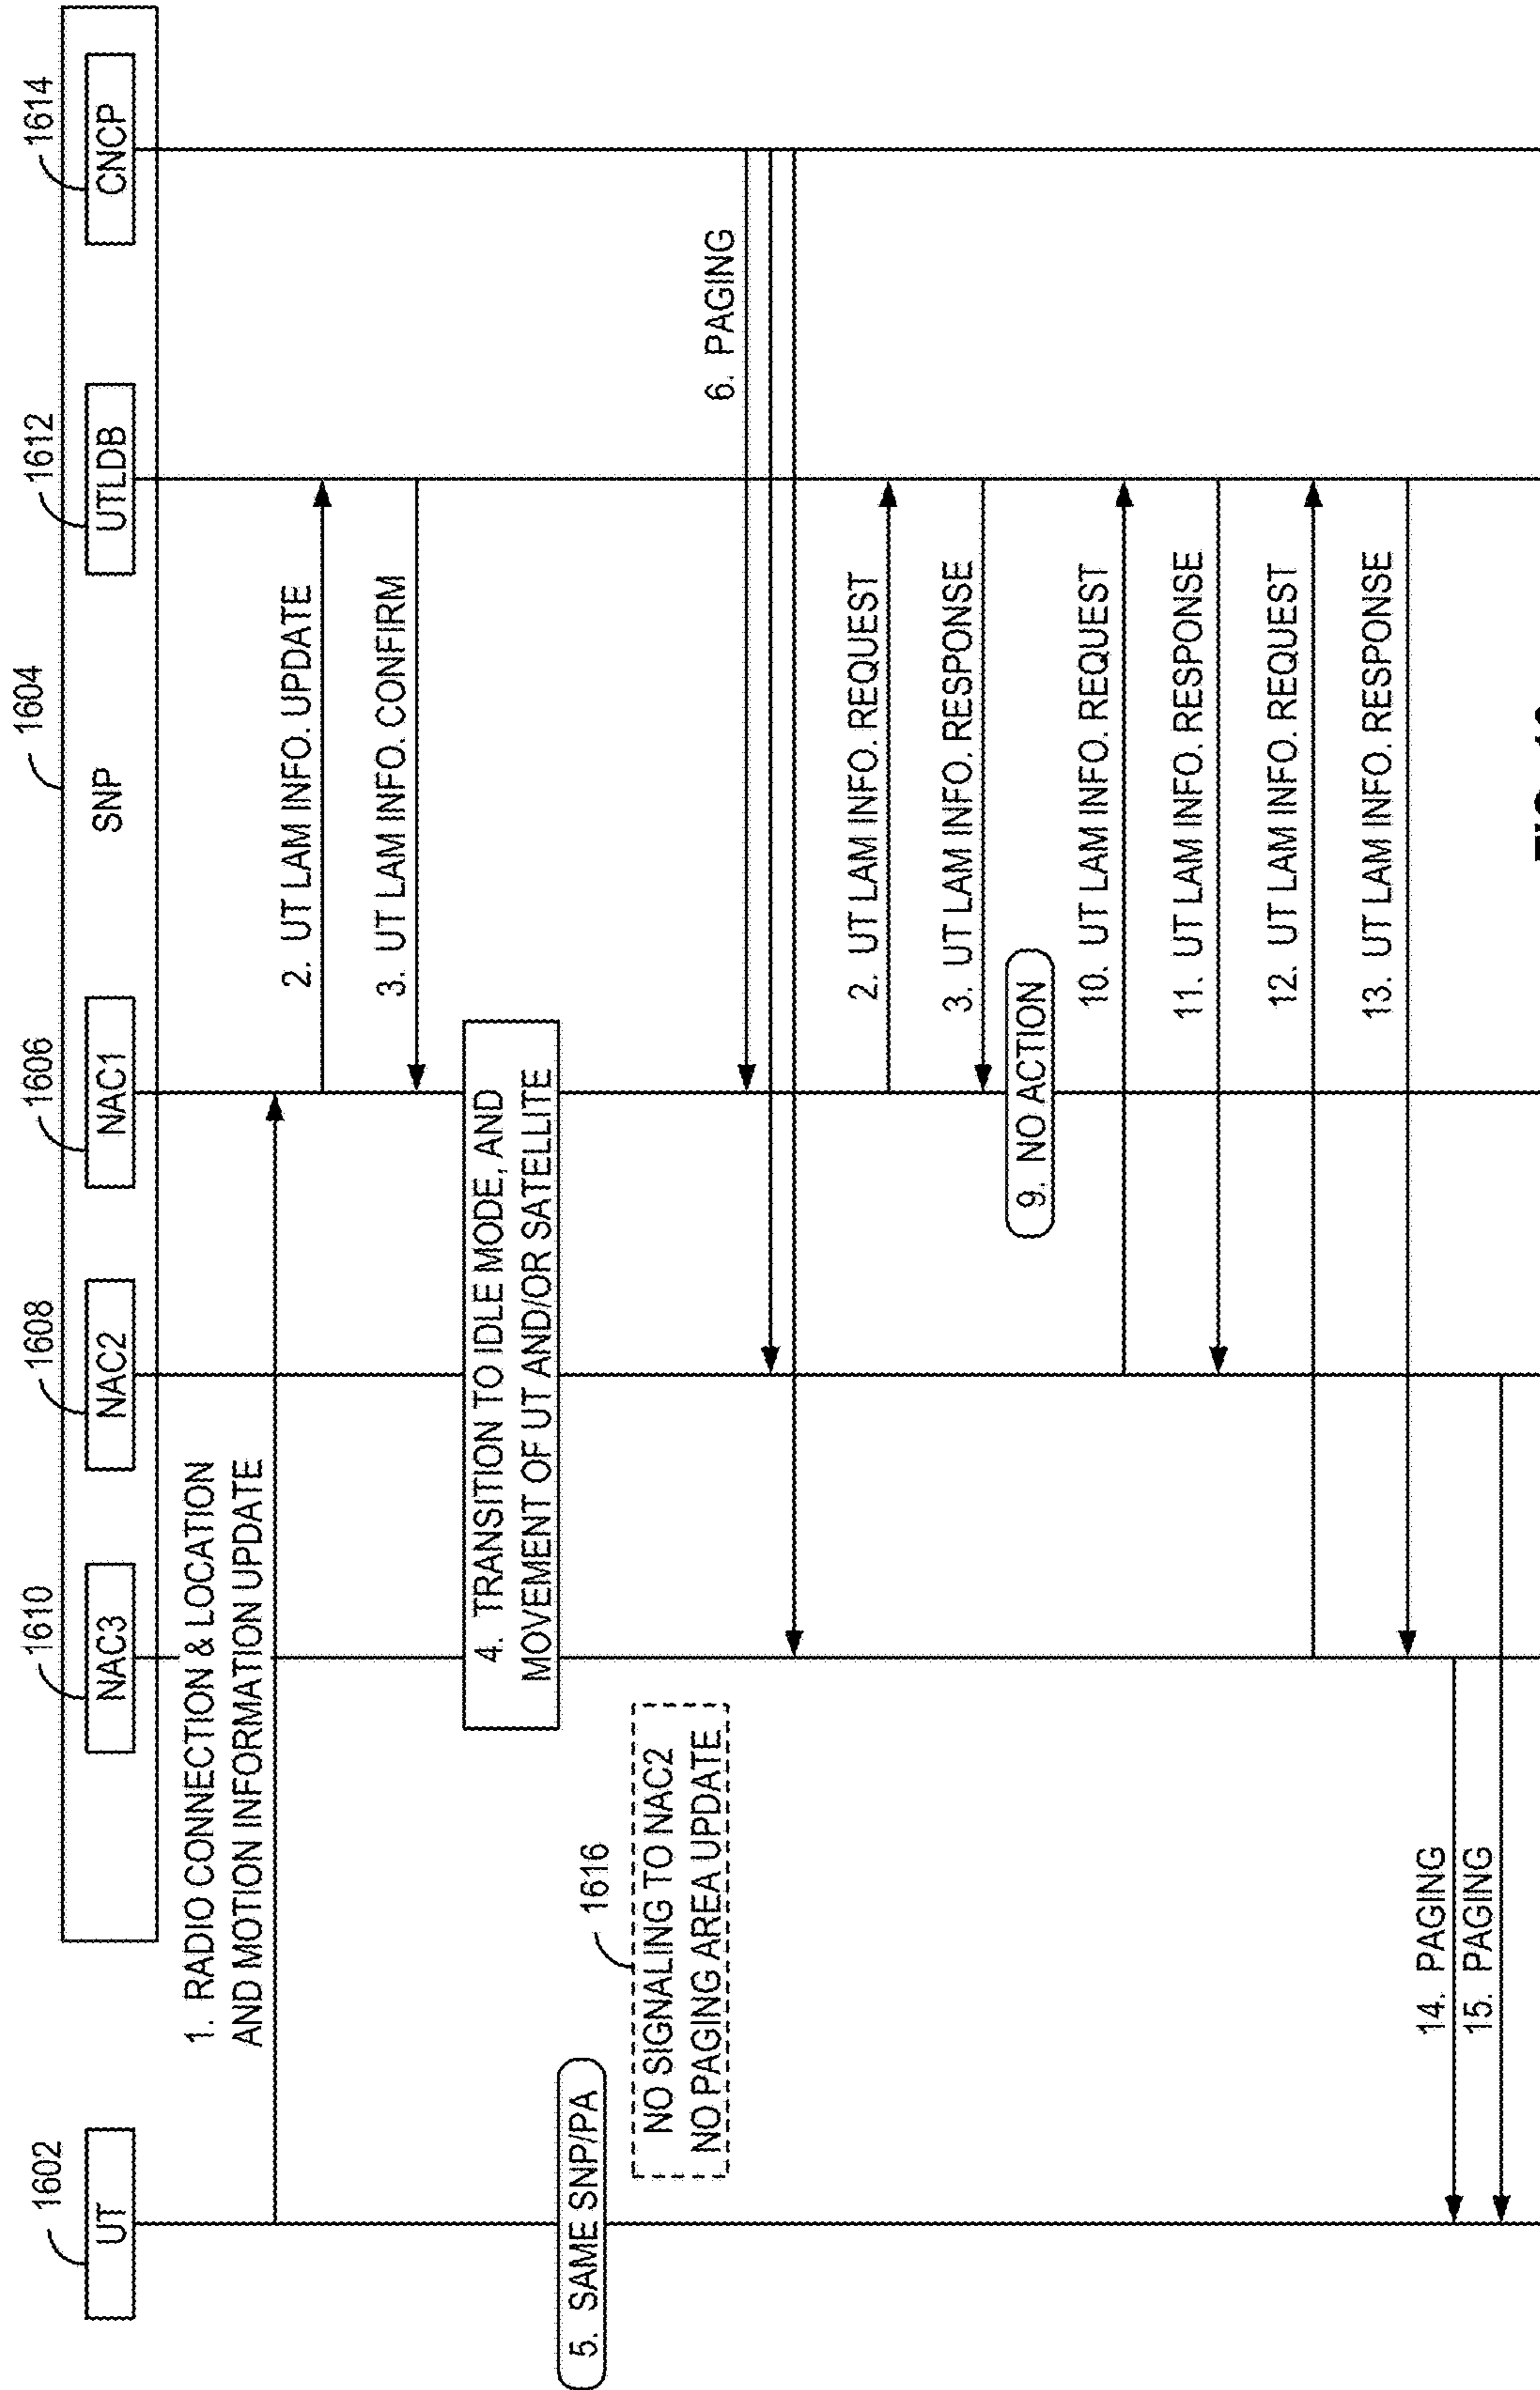 1602
UT
1604
SNP
1610
NAC3
1608
NAC2
1606
NAC1
1612
UTLDB
1614
CNCP
1. RADIO CONNECTION & LOCATION
AND MOTION INFORMATION UPDATE
2. UT LAM INFO. UPDATE
3. UT LAM INFO. CONFIRM
4. TRANSITION TO IDLE MODE, AND
MOVEMENT OF UT AND/OR SATELLITE
5. SAME SNP/PA
1616
NO SIGNALING TO NAC2
NO PAGING AREA UPDATE
6. PAGING
2. UT LAM INFO. REQUEST
3. UT LAM INFO. RESPONSE
9. NO ACTION
10. UT LAM INFO. REQUEST
11. UT LAM INFO. RESPONSE
12. UT LAM INFO. REQUEST
13. UT LAM INFO. RESPONSE
14. PAGING
15. PAGING